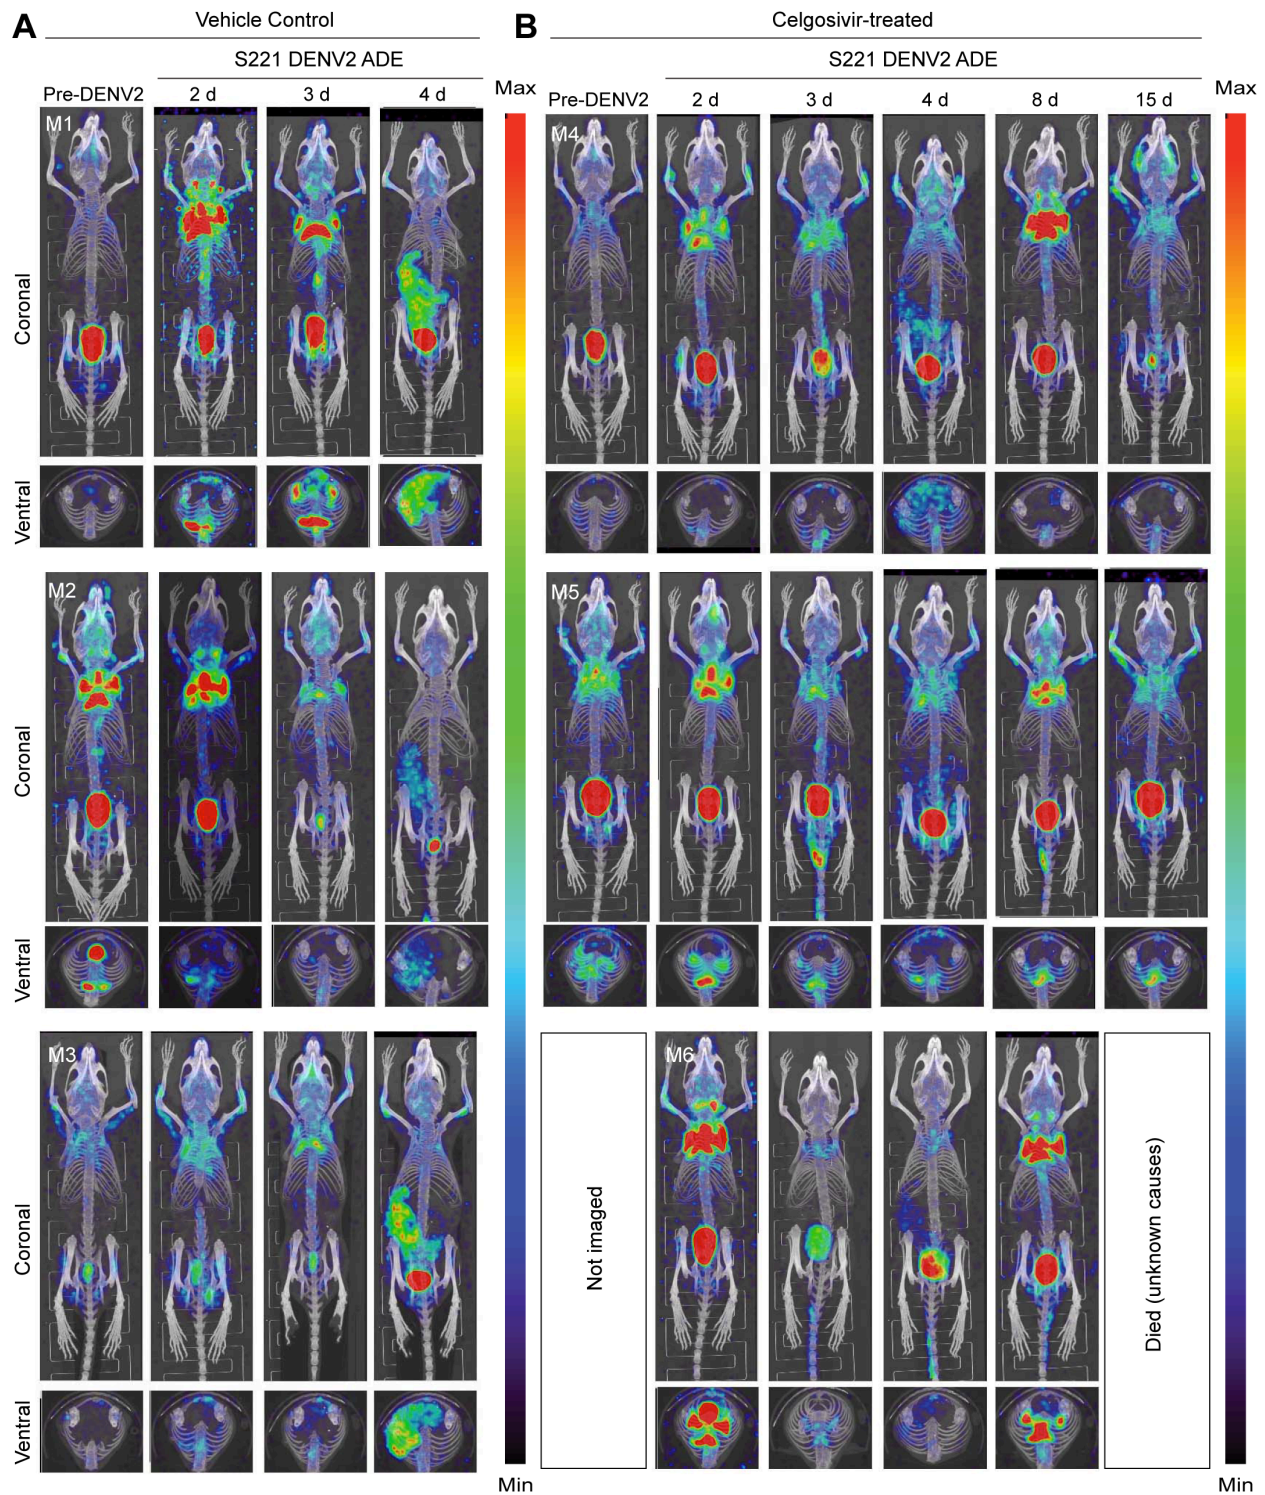 A Vehicle Control
S221 DENV2 ADE
Pre-DENV2 2 d 3 d 4 d Max
M1
Coronal
Ventral
M2
Coronal
Ventral
M3
Coronal
Ventral
Min
B Celgosivir-treated
S221 DENV2 ADE
Pre-DENV2 2 d 3 d 4 d 8 d 15 d Max
M4
M5
Not imaged
M6
Died (unknown causes)
Min